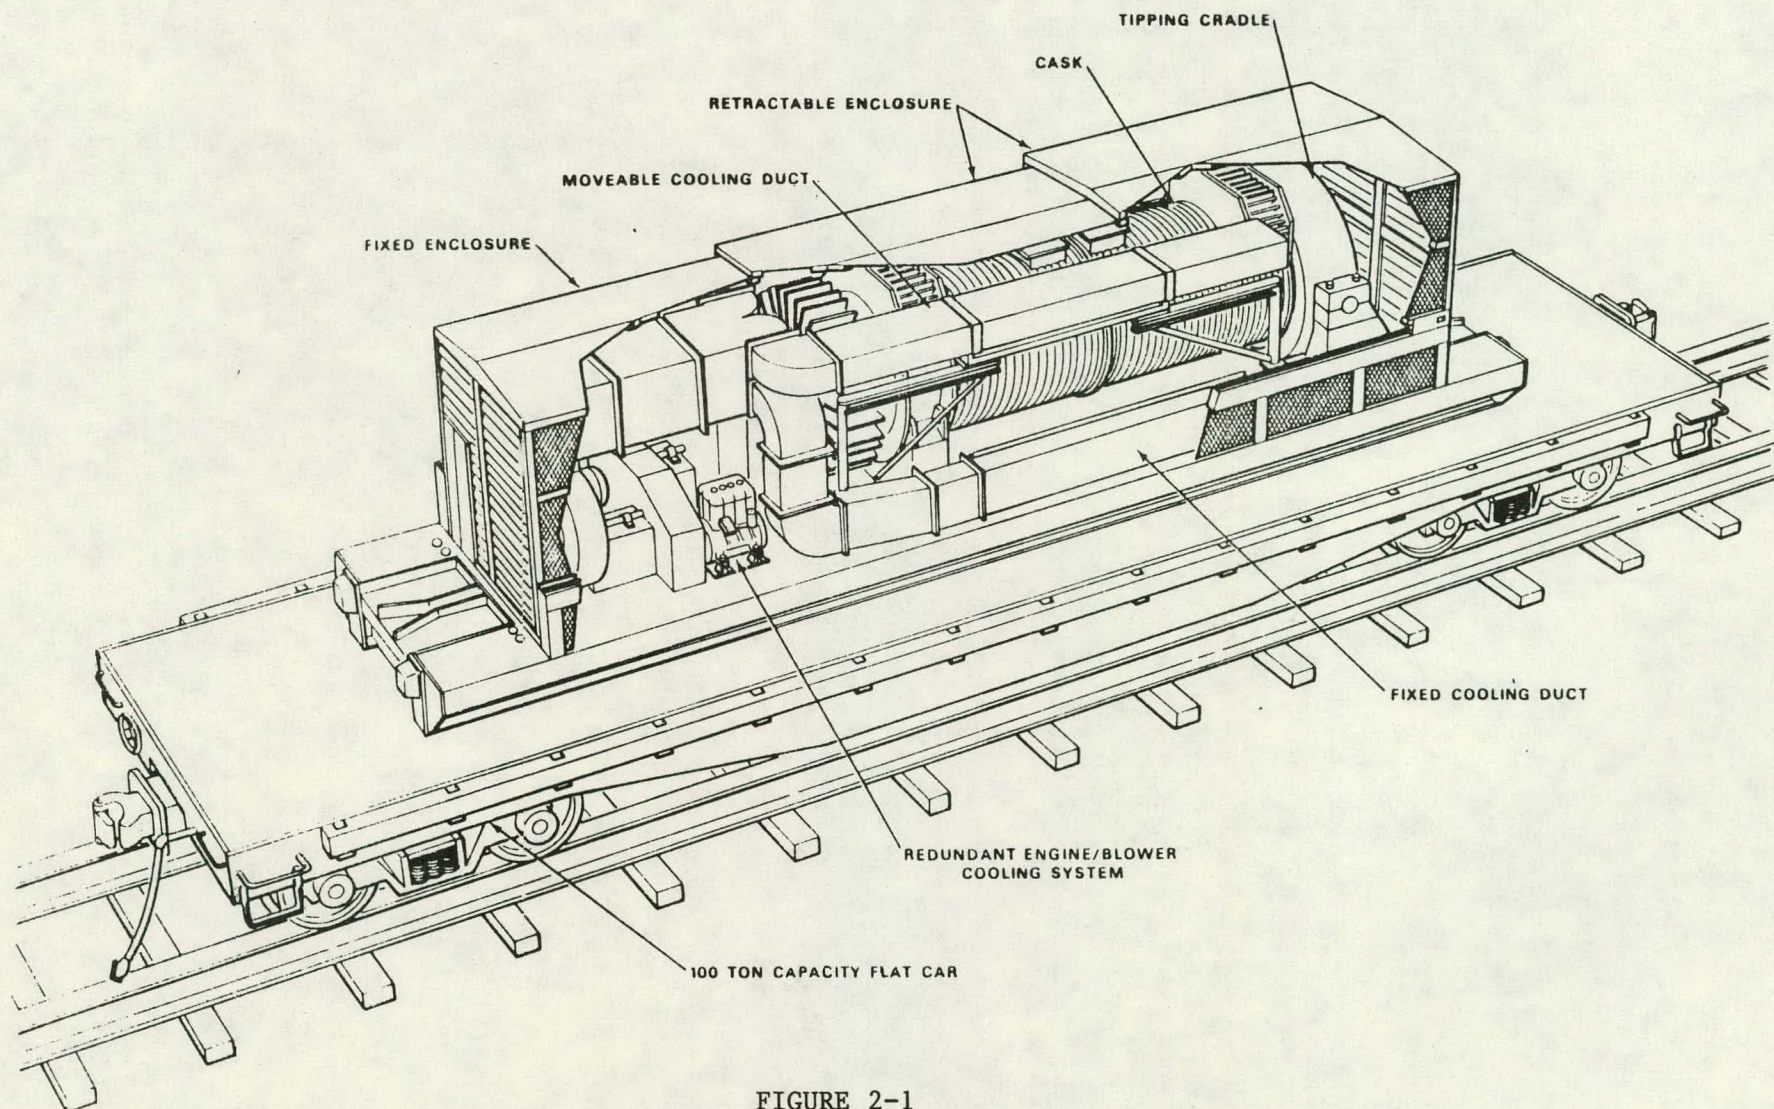 TIPPING CRADLE
CASK
RETRACTABLE ENCLOSURE
MOVEABLE COOLING DUCT
FIXED ENCLOSURE
FIXED COOLING DUCT
REDUNDANT ENGINE/BLOWER
COOLING SYSTEM
100 TON CAPACITY FLAT CAR
FIGURE 2-1